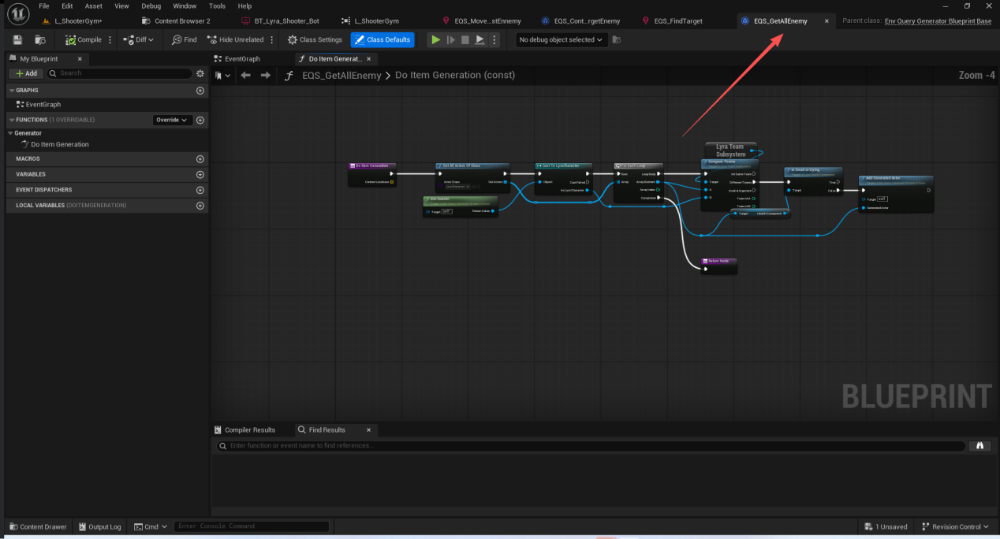 File Edit Asset View Debug Window Tools Help
L_ShooterGym* Content Browser 2 BT_Lyra_Shooter_Bot L_ShooterGym EQS_Move...stEnnemy EQS_Cont...rgetEnemy EQS_FindTarget EQS_GetAllEnemy Parent class: Env Query Generator Blueprint Base
Compile Diff Find Hide Unrelated Class Settings Class Defaults No debug object selected
My Blueprint EventGraph Do Item Generat...
Add Search EQS_GetAllEnemy > Do Item Generation (const) Zoom -4
GRAPHS
EventGraph
FUNCTIONS (1 OVERRIDABLE) Override
Generator
Do Item Generation
MACROS
VARIABLES
EVENT DISPATCHERS
LOCAL VARIABLES (DOITEMGENERATION)
Lyra Team
Subsystem
Do Item Generation
Context Locations
Get All Actors Of Class
Actor Class Out Actors
LyraCharacter
Get Querier
Target self Return Value
Cast To LyraCharacter
Object Cast Failed
As Lyra Character
For Each Loop
Exec Loop Body
Array Array Element
Array Index
Completed
Compare Teams
On Same Team
Target Different Teams
A Invalid Argument
B Team Id A
Team Id B
Target Health Component
Is Dead or Dying
True
Target False
Add Generated Actor
Target self
Generated Actor
Return Node
BLUEPRINT
Compiler Results Find Results
Enter function or event name to find references...
Content Drawer Output Log Cmd Enter Console Command 1 Unsaved Revision Control